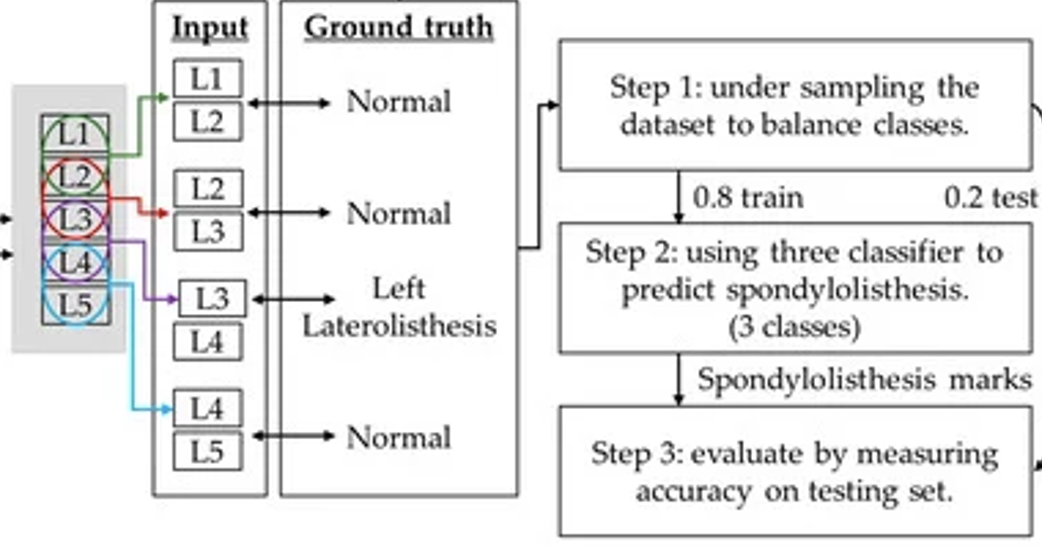 L1
L2
L3
L4
L5
Input
L1
L2
L2
L3
L3
L4
L4
L5
Ground truth
Normal
Normal
Left
Laterolisthesis
Normal
Step 1: under sampling the
dataset to balance classes.
0.8 train
0.2 test
Step 2: using three classifier to
predict spondylolisthesis.
(3 classes)
Spondylolisthesis marks
Step 3: evaluate by measuring
accuracy on testing set.